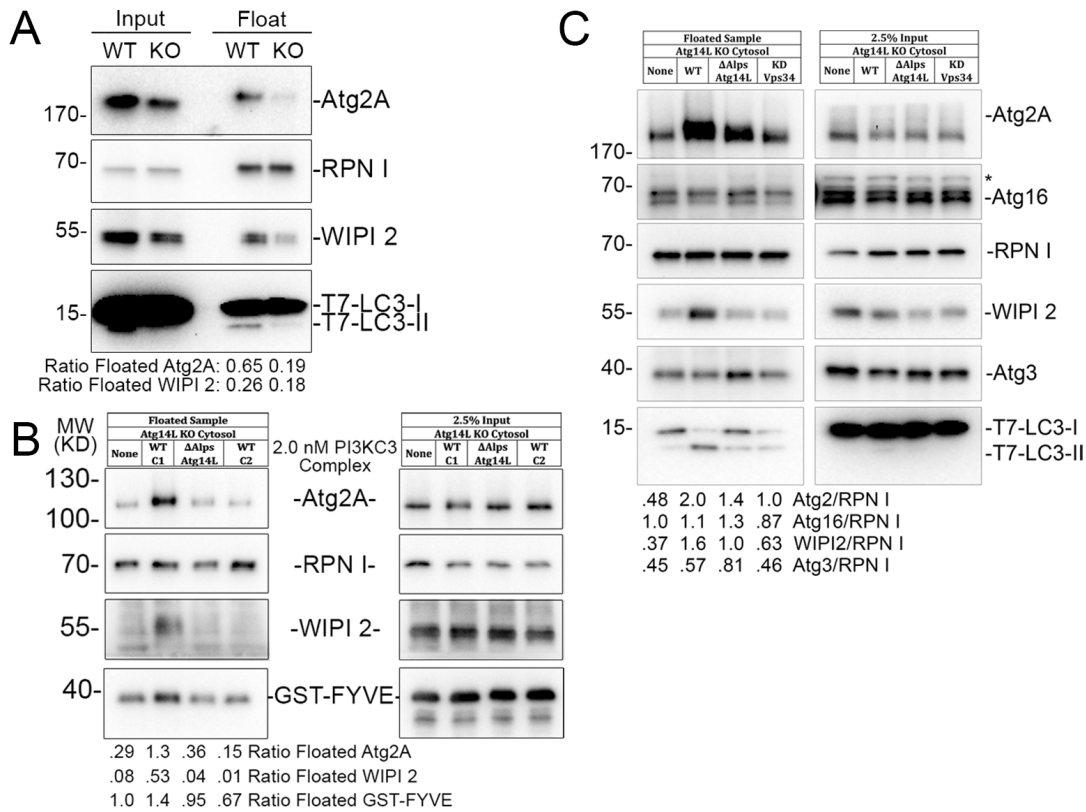 A
Input Float
WT KO WT KO
170-
-Atg2A
70-
-RPN I
55-
-WIPI 2
15-
-T7-LC3-I
-T7-LC3-II
Ratio Floated Atg2A: 0.65 0.19
Ratio Floated WIPI 2: 0.26 0.18
B
MW
(KD)
Floated Sample
Atg14L KO Cytosol
None WT C1 ΔAlps Atg14L WT C2
2.0 nM PI3KC3
Complex
2.5% Input
Atg14L KO Cytosol
None WT C1 ΔAlps Atg14L WT C2
130-
100-
-Atg2A-
70-
-RPN I-
55-
-WIPI 2-
40-
-GST-FYVE-
.29 1.3 .36 .15 Ratio Floated Atg2A
.08 .53 .04 .01 Ratio Floated WIPI 2
1.0 1.4 .95 .67 Ratio Floated GST-FYVE
C
Floated Sample
Atg14L KO Cytosol
None WT ΔAlps Atg14L KD Vps34
2.5% Input
Atg14L KO Cytosol
None WT ΔAlps Atg14L KD Vps34
170-
-Atg2A
70-
*
-Atg16
70-
-RPN I
55-
-WIPI 2
40-
-Atg3
15-
-T7-LC3-I
-T7-LC3-II
.48 2.0 1.4 1.0 Atg2/RPN I
1.0 1.1 1.3 .87 Atg16/RPN I
.37 1.6 1.0 .63 WIPI2/RPN I
.45 .57 .81 .46 Atg3/RPN I